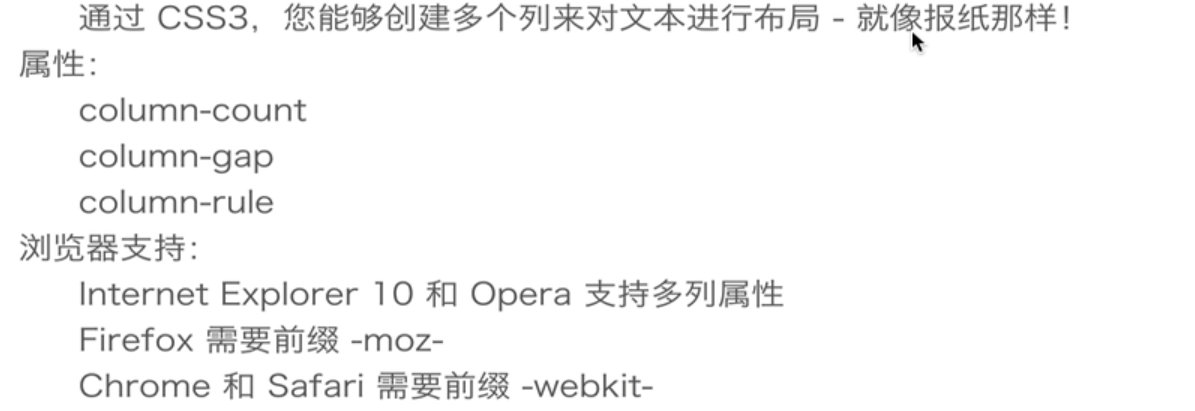 通过 CSS3，您能够创建多个列来对文本进行布局 - 就像报纸那样！
属性：
column-count
column-gap
column-rule
浏览器支持：
Internet Explorer 10 和 Opera 支持多列属性
Firefox 需要前缀 -moz-
Chrome 和 Safari 需要前缀 -webkit-